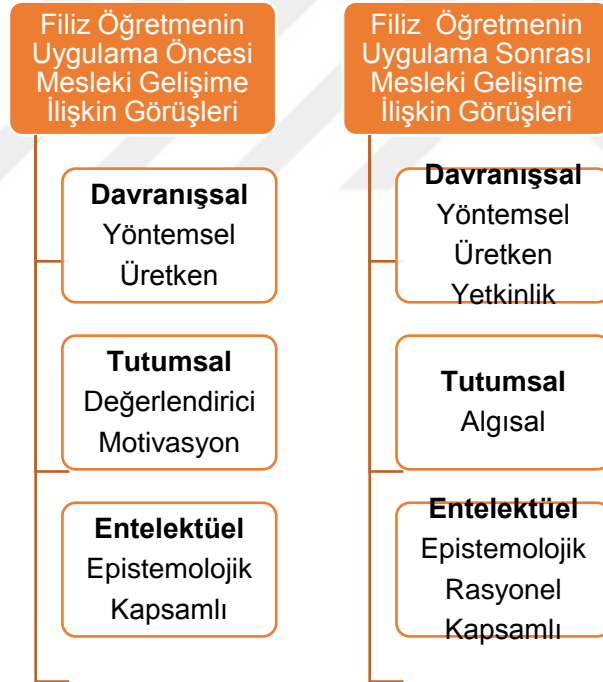 Filiz Öğretmenin
Uygulama Öncesi
Mesleki Gelişime
İlişkin Görüşleri
Davranışsal
Yöntemsel
Üretken
Tutumsal
Değerlendirici
Motivasyon
Entelektüel
Epistemolojik
Kapsamlı
Filiz Öğretmenin
Uygulama Sonrası
Mesleki Gelişime
İlişkin Görüşleri
Davranışsal
Yöntemsel
Üretken
Yetkinlik
Tutumsal
Algısal
Entelektüel
Epistemolojik
Rasyonel
Kapsamlı